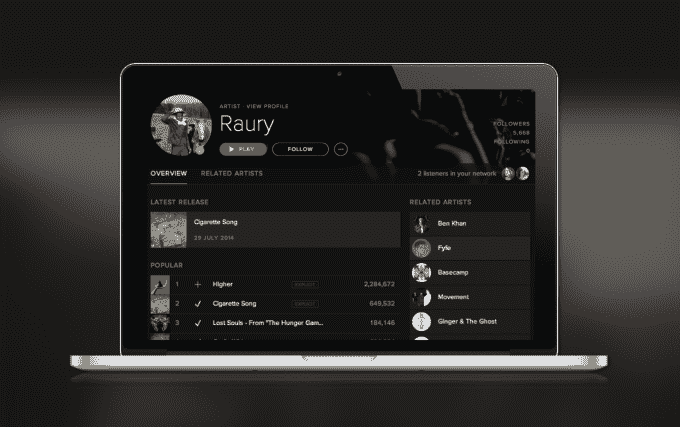 ARTIST · VIEW PROFILE
Raury
PLAY
FOLLOW
FOLLOWERS
5,668
FOLLOWING
OVERVIEW
RELATED ARTISTS
2 listeners in your network
LATEST RELEASE
Cigarette Song
29 JULY 2014
POPULAR
1 Higher EXPLICIT 2,284,672
2 Cigarette Song EXPLICIT 649,532
3 Lost Souls - From "The Hunger Gam... 184,146
RELATED ARTISTS
Ben Khan
Fyfe
Basecamp
Movement
Ginger & The Ghost